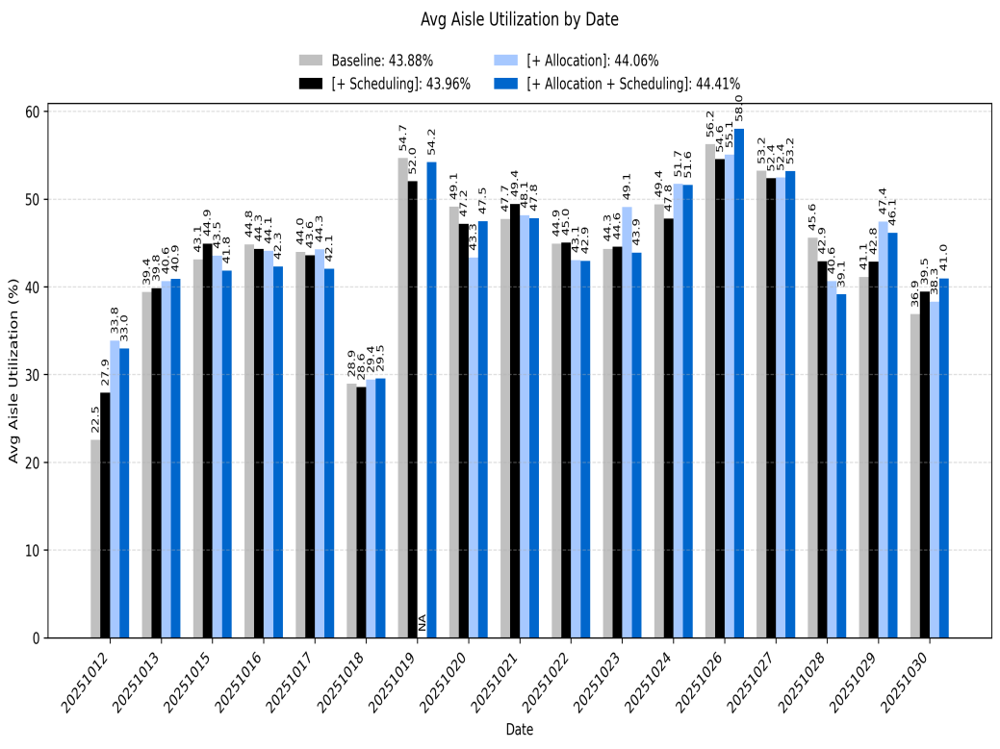 Avg Aisle Utilization by Date
Baseline: 43.88%
[+ Scheduling]: 43.96%
[+ Allocation]: 44.06%
[+ Allocation + Scheduling]: 44.41%
Avg Aisle Utilization (%)
60
50
40
30
20
10
0
22.5 27.9 33.8 33.0
39.4 39.8 40.6 40.9
43.1 44.9 43.5 41.8
44.8 44.3 44.1 42.3
44.0 43.6 44.3 42.1
28.9 28.6 29.4 29.5
54.7 52.0 NA 54.2
49.1 47.2 43.3 47.5
47.7 49.4 48.1 47.8
44.9 45.0 43.1 42.9
44.3 44.6 49.1 43.9
49.4 47.8 51.7 51.6
56.2 54.6 55.1 58.0
53.2 52.4 52.4 53.2
45.6 42.9 40.6 39.1
41.1 42.8 47.4 46.1
36.9 39.5 38.3 41.0
20251012
20251013
20251015
20251016
20251017
20251018
20251019
20251020
20251021
20251022
20251023
20251024
20251026
20251027
20251028
20251029
20251030
Date